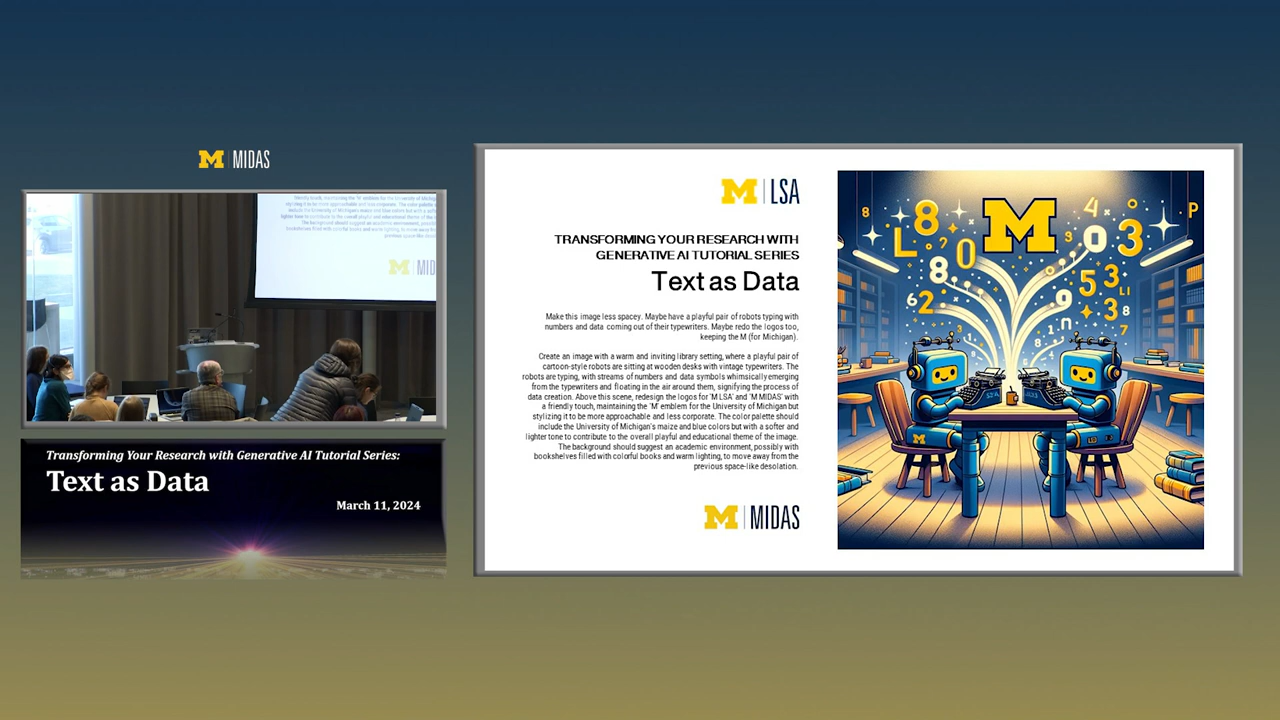 M | MIDAS
Transforming Your Research with Generative AI Tutorial Series:
Text as Data
March 11, 2024
M | LSA
TRANSFORMING YOUR RESEARCH WITH
GENERATIVE AI TUTORIAL SERIES
Text as Data
Make this image less spacey. Maybe have a playful pair of robots typing with
numbers and data coming out of their typewriters. Maybe redo the logos too,
keeping the M (for Michigan).
Create an image with a warm and inviting library setting, where a playful pair of
cartoon-style robots are sitting at wooden desks with vintage typewriters. The
robots are typing, with streams of numbers and data symbols whimsically emerging
from the typewriters and floating in the air around them, signifying the process of
data creation. Above this scene, redesign the logos for 'M LSA' and 'M MIDAS' with
a friendly touch, maintaining the 'M' emblem for the University of Michigan but
stylizing it to be more approachable and less corporate. The color palette should
include the University of Michigan's maize and blue colors but with a softer and
lighter tone to contribute to the overall playful and educational theme of the image.
The background should suggest an academic environment, possibly with
bookshelves filled with colorful books and warm lighting, to move away from the
previous space-like desolation.
M | MIDAS
M